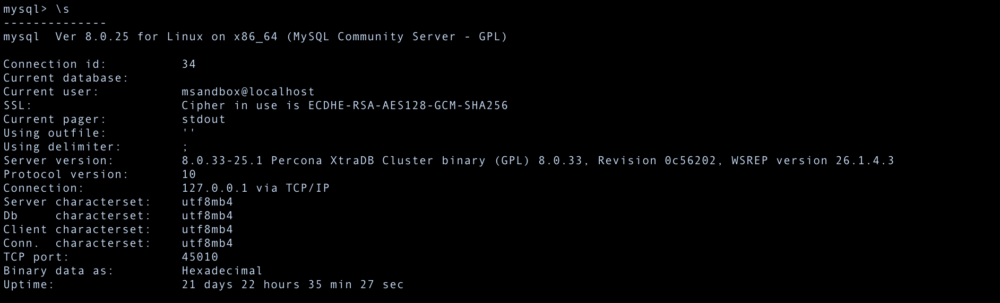 mysql> \s
--------------
mysql  Ver 8.0.25 for Linux on x86_64 (MySQL Community Server - GPL)

Connection id:          34
Current database:
Current user:           msandbox@localhost
SSL:                    Cipher in use is ECDHE-RSA-AES128-GCM-SHA256
Current pager:          stdout
Using outfile:          ''
Using delimiter:        ;
Server version:         8.0.33-25.1 Percona XtraDB Cluster binary (GPL) 8.0.33, Revision 0c56202, WSREP version 26.1.4.3
Protocol version:       10
Connection:             127.0.0.1 via TCP/IP
Server characterset:    utf8mb4
Db     characterset:    utf8mb4
Client characterset:    utf8mb4
Conn.  characterset:    utf8mb4
TCP port:               45010
Binary data as:         Hexadecimal
Uptime:                 21 days 22 hours 35 min 27 sec